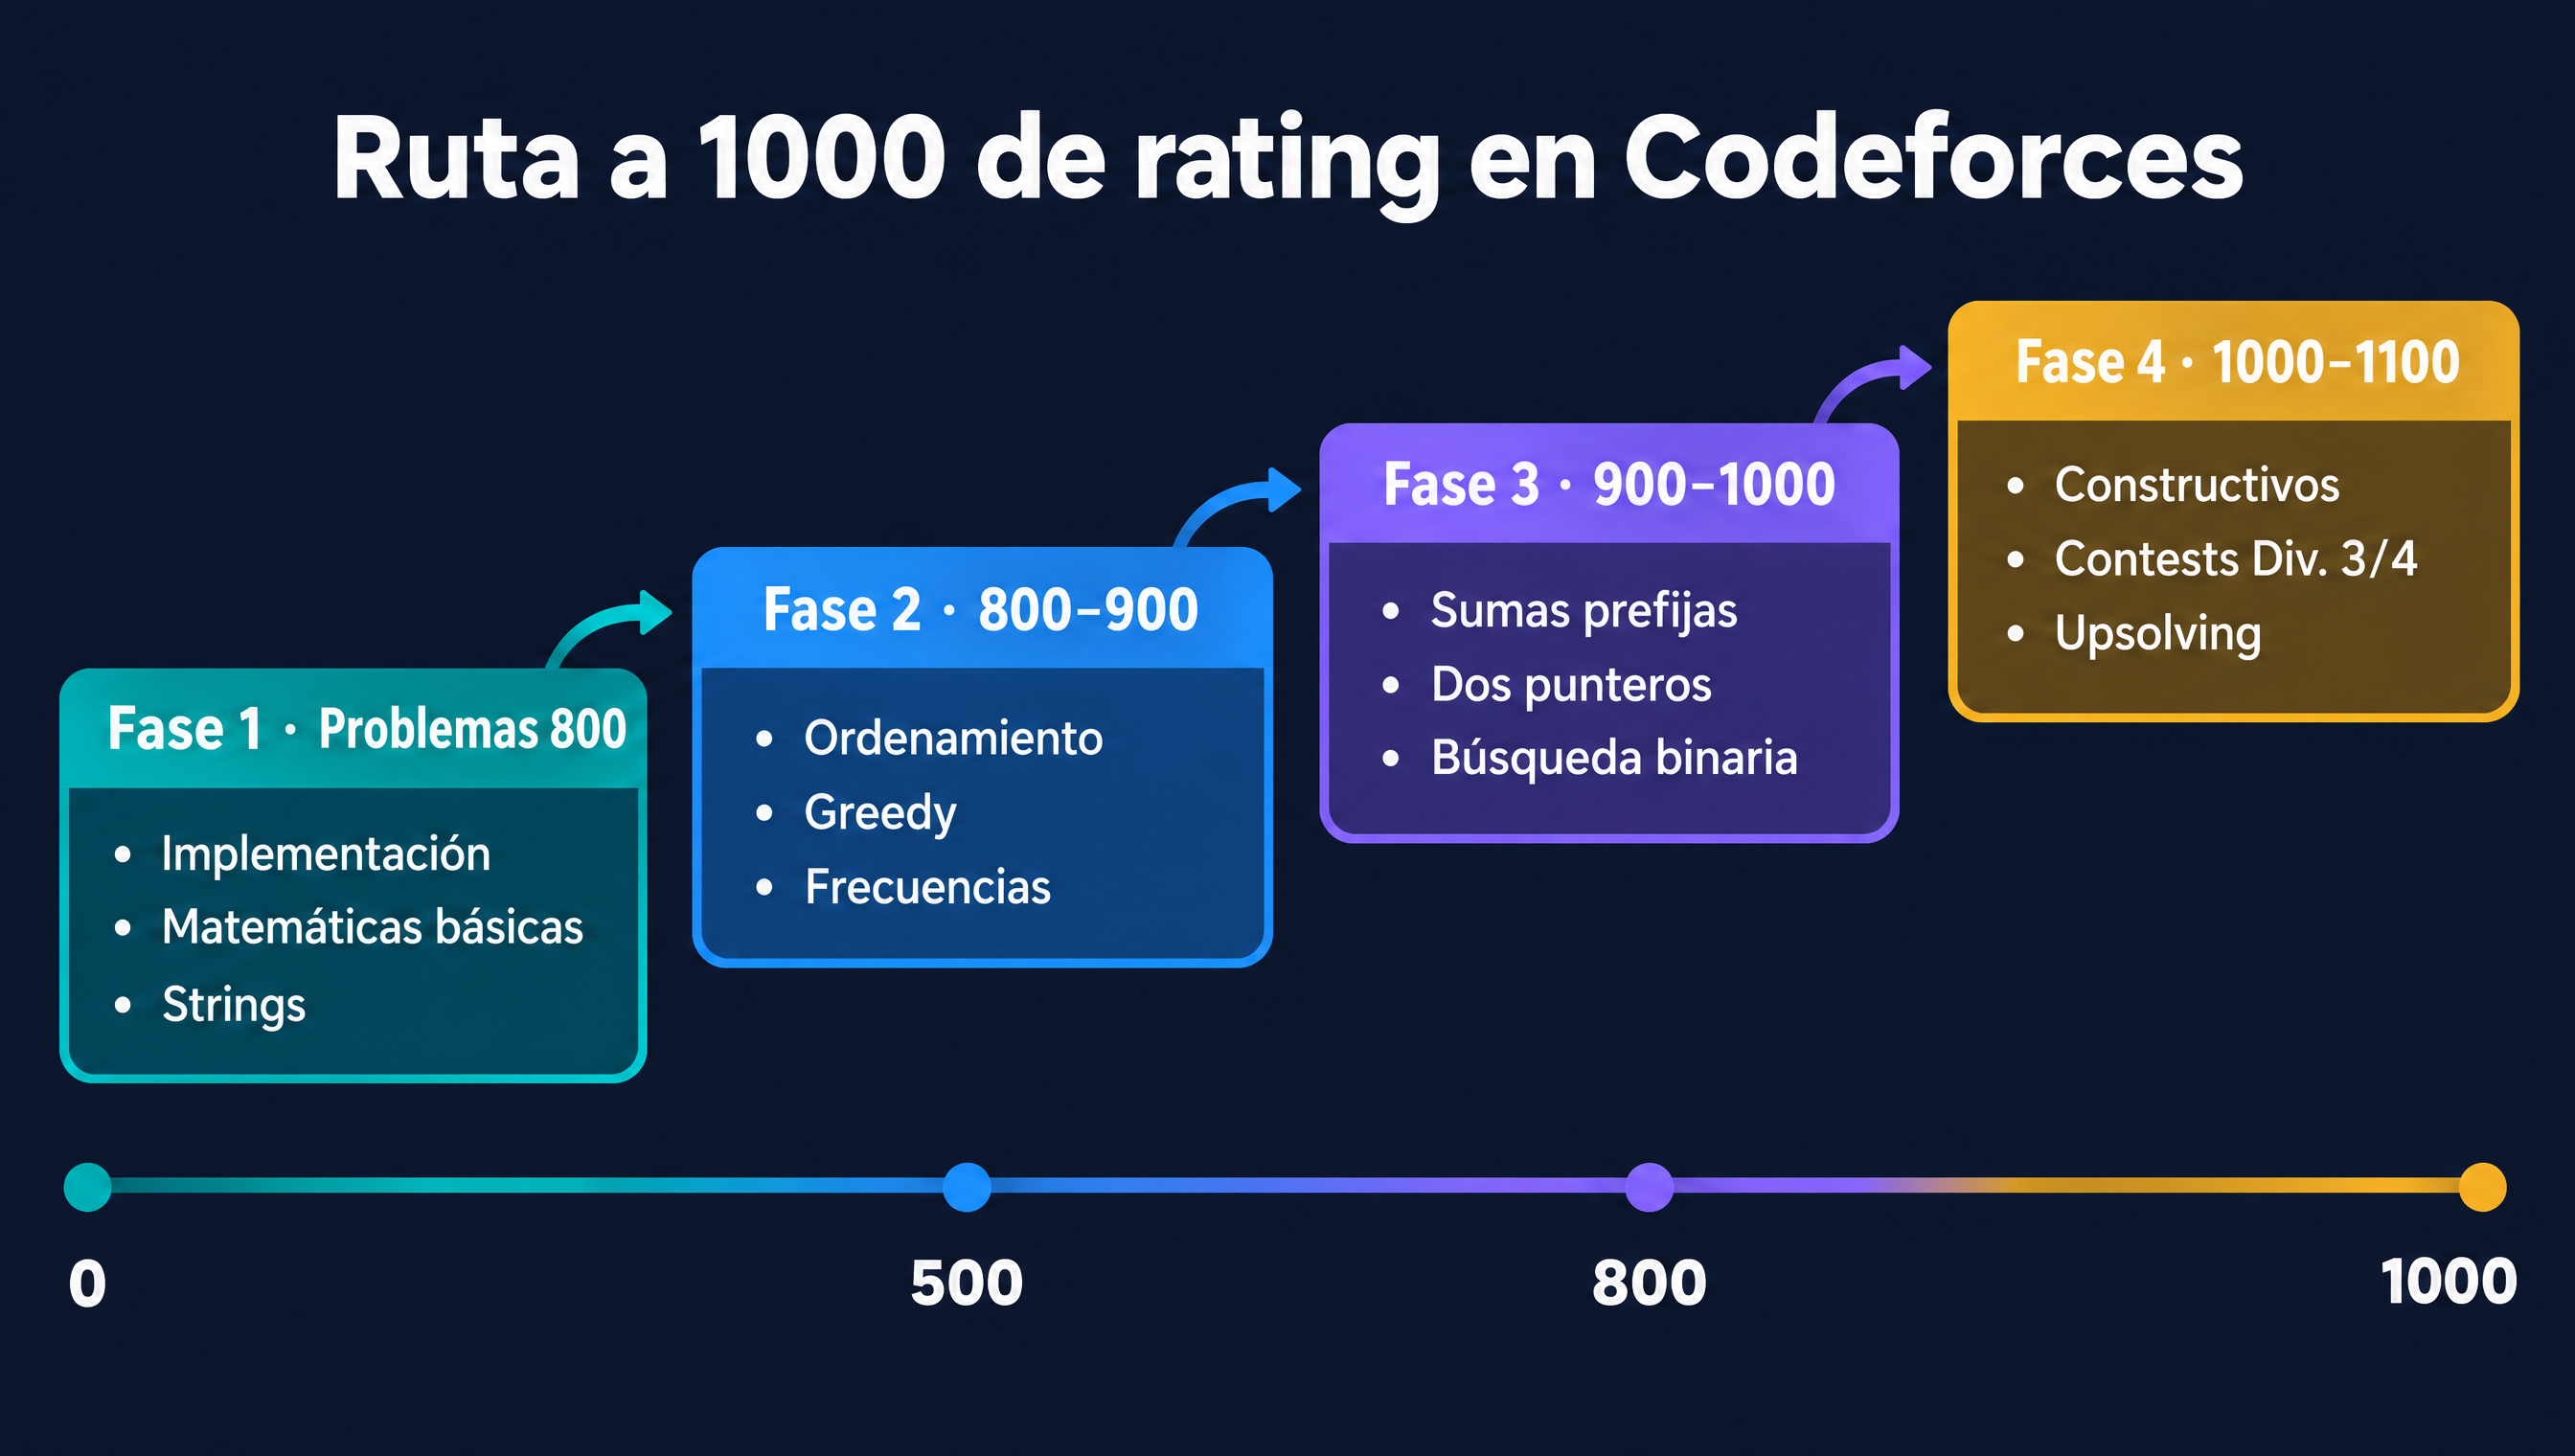 Ruta a 1000 de rating en Codeforces
Fase 1 · Problemas 800
• Implementación
• Matemáticas básicas
• Strings
Fase 2 · 800–900
• Ordenamiento
• Greedy
• Frecuencias
Fase 3 · 900–1000
• Sumas prefijas
• Dos punteros
• Búsqueda binaria
Fase 4 · 1000–1100
• Constructivos
• Contests Div. 3/4
• Upsolving
0
500
800
1000